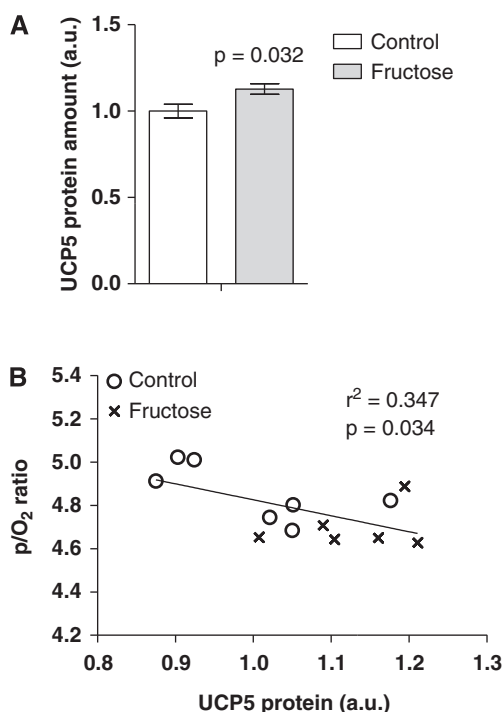 A
1.5
1.0
0.5
0.0
UCP5 protein amount (a.u.)
p = 0.032
Control
Fructose
B
5.4
5.2
5.0
4.8
4.6
4.4
4.2
p/O₂ ratio
Control
Fructose
r² = 0.347
p = 0.034
0.8 0.9 1.0 1.1 1.2 1.3
UCP5 protein (a.u.)